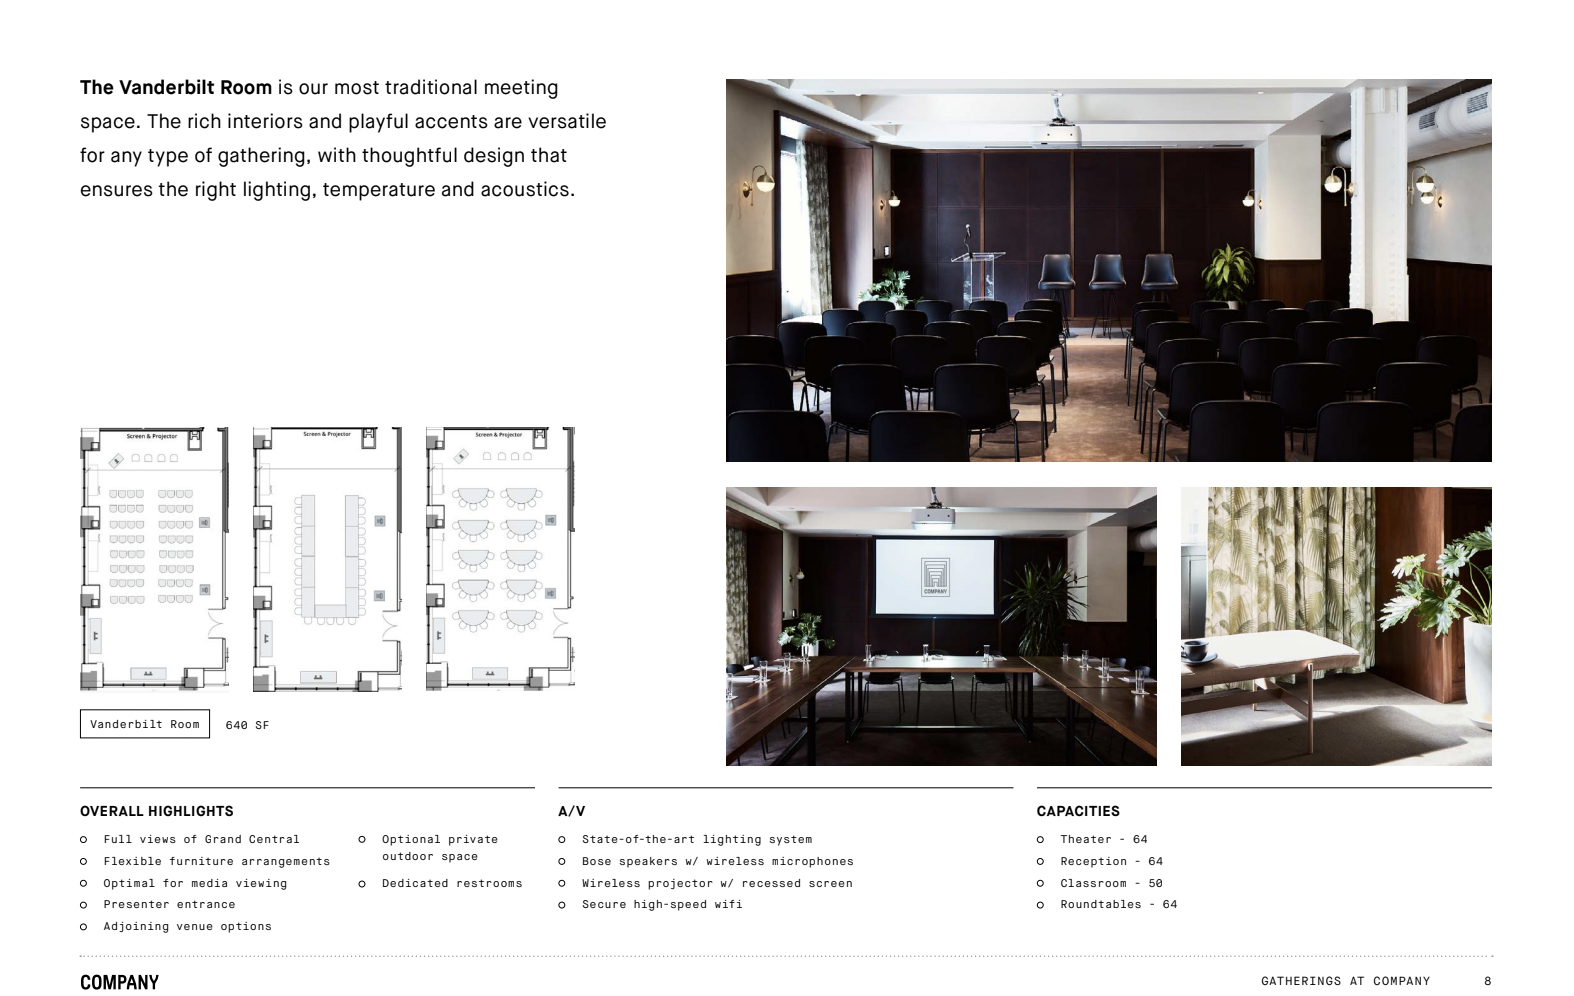 The Vanderbilt Room is our most traditional meeting
space. The rich interiors and playful accents are versatile
for any type of gathering, with thoughtful design that
ensures the right lighting, temperature and acoustics.
Screen & Projector
Screen & Projector
Screen & Projector
Vanderbilt Room
640 SF
COMPANY
OVERALL HIGHLIGHTS
Full views of Grand Central
Flexible furniture arrangements
Optimal for media viewing
Presenter entrance
Adjoining venue options
Optional private
outdoor space
Dedicated restrooms
A/V
State-of-the-art lighting system
Bose speakers w/ wireless microphones
Wireless projector w/ recessed screen
Secure high-speed wifi
CAPACITIES
Theater - 64
Reception - 64
Classroom - 50
Roundtables - 64
COMPANY
GATHERINGS AT COMPANY
8